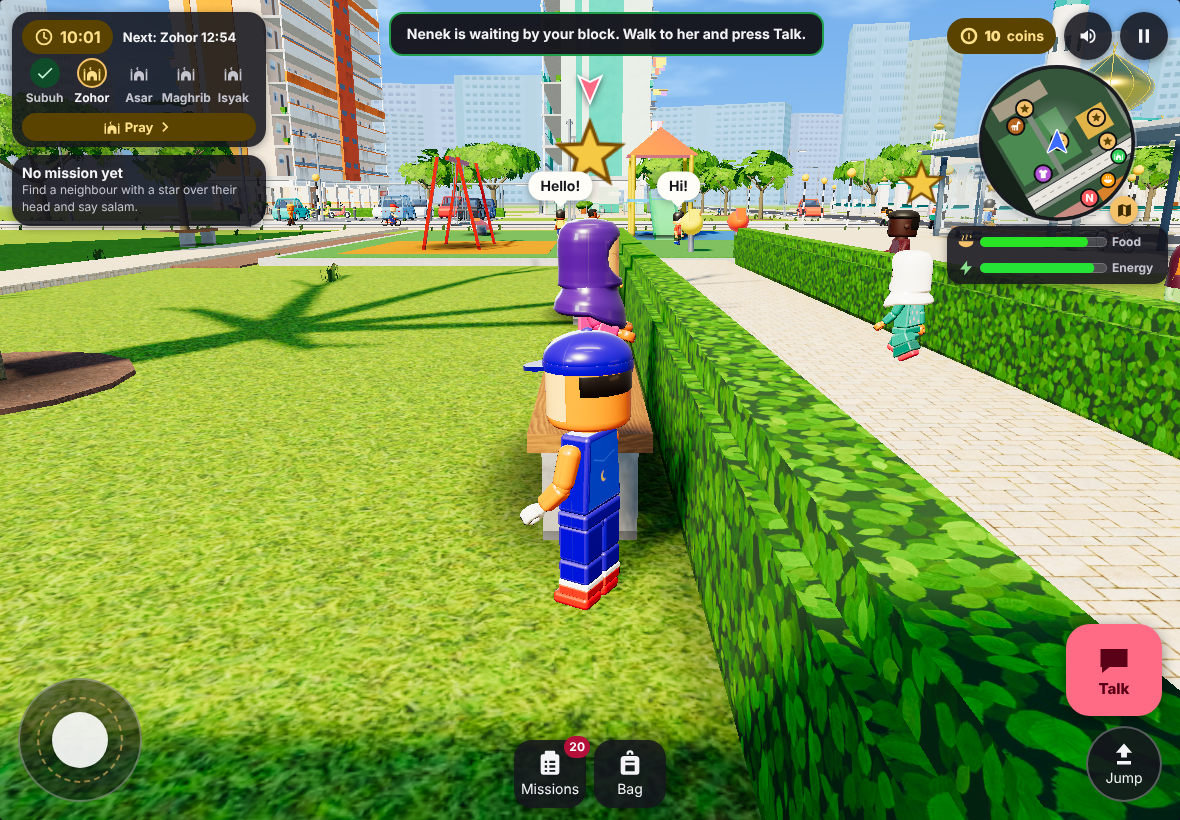 10:01
Next: Zohor 12:54
Subuh
Zohor
Asar
Maghrib
Isyak
Pray
No mission yet
Find a neighbour with a star over their
head and say salam.
Nenek is waiting by your block. Walk to her and press Talk.
10 coins
N
Food
Energy
Hello!
Hi!
Talk
Jump
20
Missions
Bag